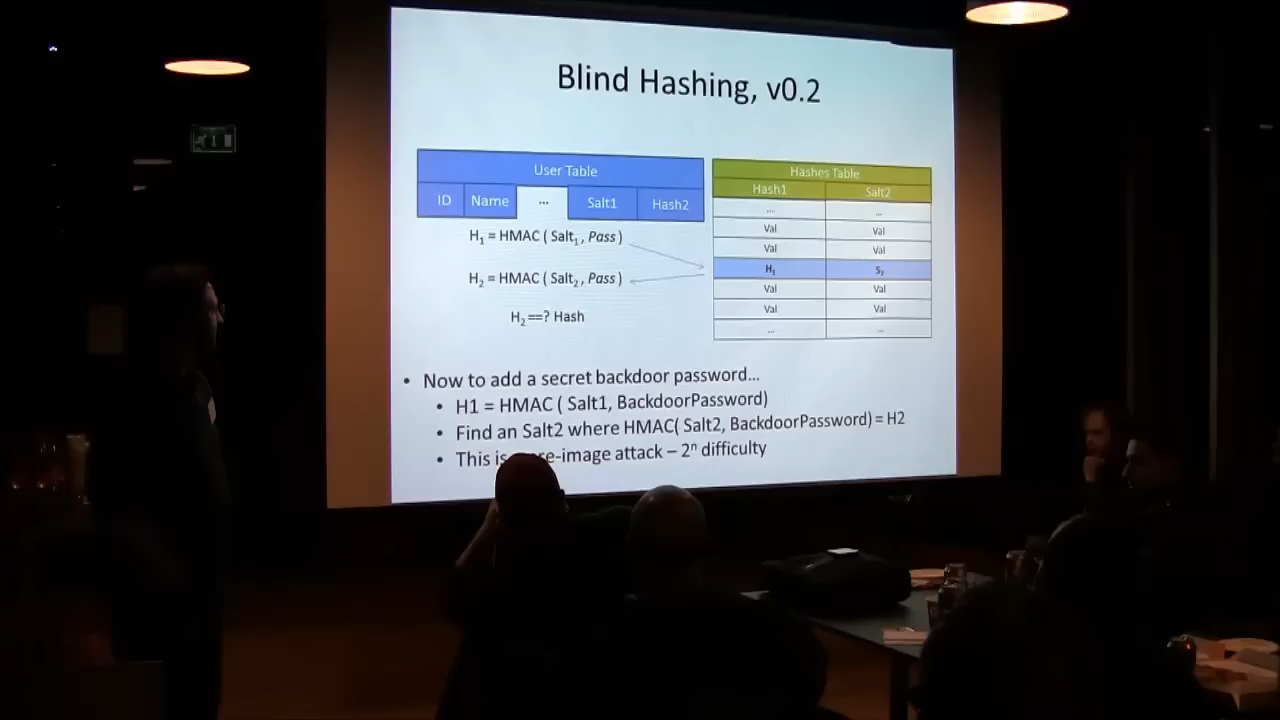 Blind Hashing, v0.2
User Table
ID Name ... Salt1 Hash2
Hashes Table
Hash1 Salt2
... ...
Val Val
Val Val
H1 S2
Val Val
Val Val
... ...
H1 = HMAC ( Salt1, Pass )
H2 = HMAC ( Salt2, Pass )
H2 ==? Hash
• Now to add a secret backdoor password...
• H1 = HMAC ( Salt1, BackdoorPassword)
• Find an Salt2 where HMAC( Salt2, BackdoorPassword) = H2
• This is re-image attack – 2ⁿ difficulty